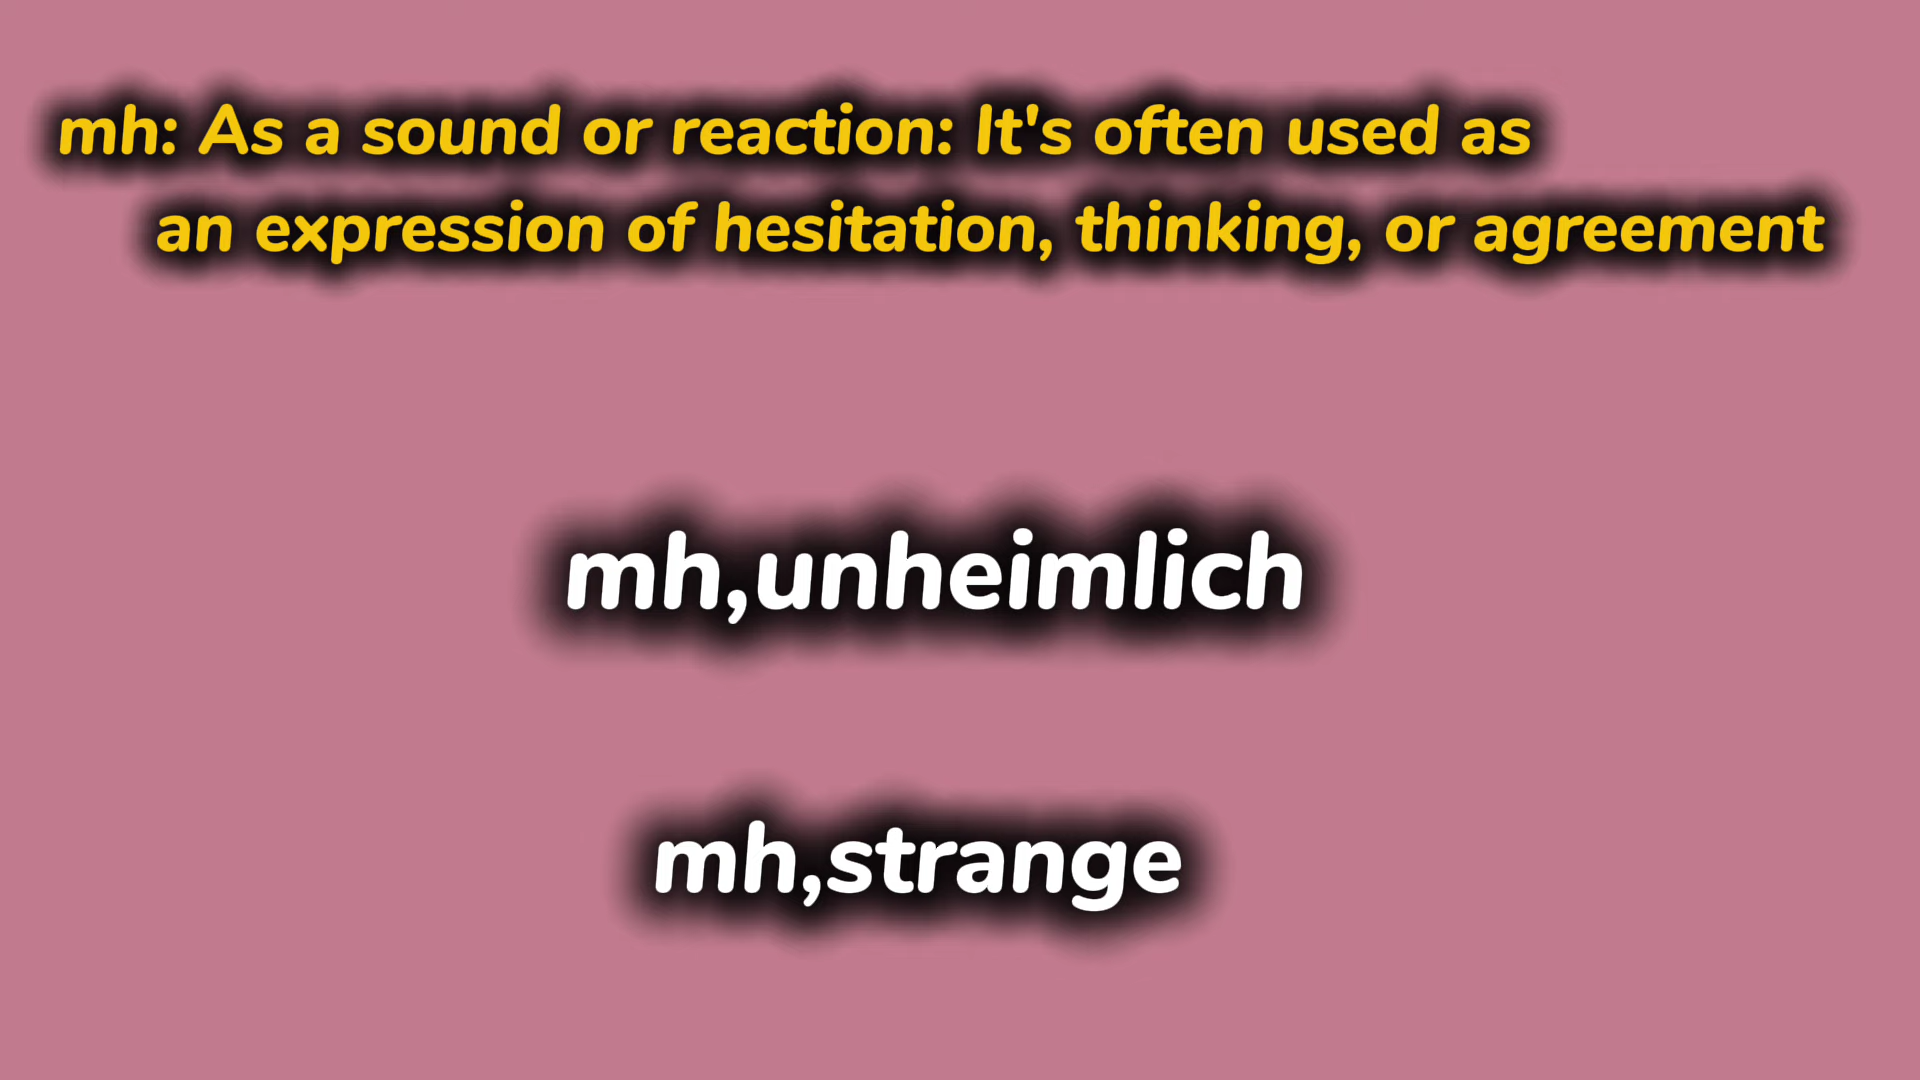 mh: As a sound or reaction: It's often used as
an expression of hesitation, thinking, or agreement
mh,unheimlich
mh,strange